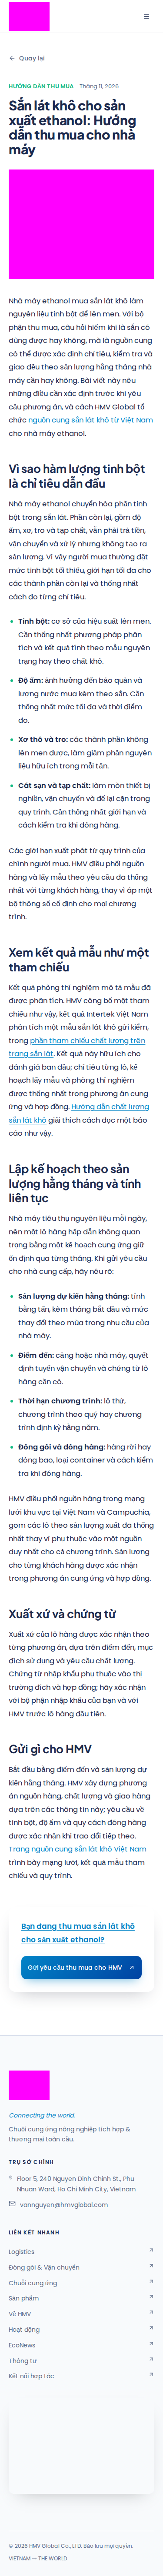 Quay lại
HƯỚNG DẪN THU MUA Tháng 11, 2026
Sắn lát khô cho sản
xuất ethanol: Hướng
dẫn thu mua cho nhà
máy
Nhà máy ethanol mua sắn lát khô làm
nguyên liệu tinh bột để lên men. Với bộ
phận thu mua, câu hỏi hiếm khi là sắn có
dùng được hay không, mà là nguồn cung
có thể được xác định chỉ tiêu, kiểm tra và
giao đều theo sản lượng hằng tháng nhà
máy cần hay không. Bài viết này nêu
những điều cần xác định trước khi yêu
cầu phương án, và cách HMV Global tổ
chức nguồn cung sắn lát khô từ Việt Nam
cho nhà máy ethanol.
Vì sao hàm lượng tinh bột
là chỉ tiêu dẫn đầu
Nhà máy ethanol chuyển hóa phần tinh
bột trong sắn lát. Phần còn lại, gồm độ
ẩm, xơ, tro và tạp chất, vẫn phải trả tiền,
vận chuyển và xử lý nhưng không tạo ra
sản lượng. Vì vậy người mua thường đặt
mức tinh bột tối thiểu, giới hạn tối đa cho
các thành phần còn lại và thống nhất
cách đo từng chỉ tiêu.
Tinh bột: cơ sở của hiệu suất lên men.
Cần thống nhất phương pháp phân
tích và kết quả tính theo mẫu nguyên
trạng hay theo chất khô.
Độ ẩm: ảnh hưởng đến bảo quản và
lượng nước mua kèm theo sắn. Cần
thống nhất mức tối đa và thời điểm
đo.
Xơ thô và tro: các thành phần không
lên men được, làm giảm phần nguyên
liệu hữu ích trong mỗi tấn.
Cát sạn và tạp chất: làm mòn thiết bị
nghiền, vận chuyển và để lại cặn trong
quy trình. Cần thống nhất giới hạn và
cách kiểm tra khi đóng hàng.
Các giới hạn xuất phát từ quy trình của
chính người mua. HMV điều phối nguồn
hàng và lấy mẫu theo yêu cầu đã thống
nhất với từng khách hàng, thay vì áp một
bộ thông số cố định cho mọi chương
trình.
Xem kết quả mẫu như một
tham chiếu
Kết quả phòng thí nghiệm mô tả mẫu đã
được phân tích. HMV công bố một tham
chiếu như vậy, kết quả Intertek Việt Nam
phân tích một mẫu sắn lát khô gửi kiểm,
trong phần tham chiếu chất lượng trên
trang sắn lát. Kết quả này hữu ích cho
đánh giá ban đầu; chỉ tiêu từng lô, kế
hoạch lấy mẫu và phòng thí nghiệm
được thống nhất trong phương án cung
ứng và hợp đồng. Hướng dẫn chất lượng
sắn lát khô giải thích cách đọc một báo
cáo như vậy.
Lập kế hoạch theo sản
lượng hằng tháng và tính
liên tục
Nhà máy tiêu thụ nguyên liệu mỗi ngày,
nên một lô hàng hấp dẫn không quan
trọng bằng một kế hoạch cung ứng giữ
ổn định qua từng tháng. Khi gửi yêu cầu
cho nhà cung cấp, hãy nêu rõ:
Sản lượng dự kiến hằng tháng: tính
bằng tấn, kèm tháng bắt đầu và mức
thay đổi theo mùa trong nhu cầu của
nhà máy.
Điểm đến: cảng hoặc nhà máy, quyết
định tuyến vận chuyển và chứng từ lô
hàng cần có.
Thời hạn chương trình: lô thử,
chương trình theo quý hay chương
trình định kỳ hằng năm.
Đóng gói và đóng hàng: hàng rời hay
đóng bao, loại container và cách kiểm
tra khi đóng hàng.
HMV điều phối nguồn hàng trong mạng
lưới khu vực tại Việt Nam và Campuchia,
gom các lô theo sản lượng xuất đã thống
nhất thay vì phụ thuộc vào một nguồn
duy nhất cho cả chương trình. Sản lượng
cho từng khách hàng được xác nhận
trong phương án cung ứng và hợp đồng.
Xuất xứ và chứng từ
Xuất xứ của lô hàng được xác nhận theo
từng phương án, dựa trên điểm đến, mục
đích sử dụng và yêu cầu chất lượng.
Chứng từ nhập khẩu phụ thuộc vào thị
trường đích và hợp đồng; hãy xác nhận
với bộ phận nhập khẩu của bạn và với
HMV trước lô hàng đầu tiên.
Gửi gì cho HMV
Bắt đầu bằng điểm đến và sản lượng dự
kiến hằng tháng. HMV xây dựng phương
án nguồn hàng, chất lượng và giao hàng
dựa trên các thông tin này; yêu cầu về
tinh bột, độ ẩm và quy cách đóng hàng
được xác nhận khi trao đổi tiếp theo.
Trang nguồn cung sắn lát khô Việt Nam
trình bày mạng lưới, kết quả mẫu tham
chiếu và quy trình.
Bạn đang thu mua sắn lát khô
cho sản xuất ethanol?
Gửi yêu cầu thu mua cho HMV
Connecting the world.
Chuỗi cung ứng nông nghiệp tích hợp &
thương mại toàn cầu.
TRỤ SỞ CHÍNH
Floor 5, 240 Nguyen Dinh Chinh St., Phu
Nhuan Ward, Ho Chi Minh City, Vietnam
vannguyen@hmvglobal.com
LIÊN KẾT NHANH
Logistics
Đóng gói & Vận chuyển
Chuỗi cung ứng
Sản phẩm
Về HMV
Hoạt động
EcoNews
Thông tư
Kết nối hợp tác
© 2026 HMV Global Co., LTD. Bảo lưu mọi quyền.
VIETNAM — THE WORLD